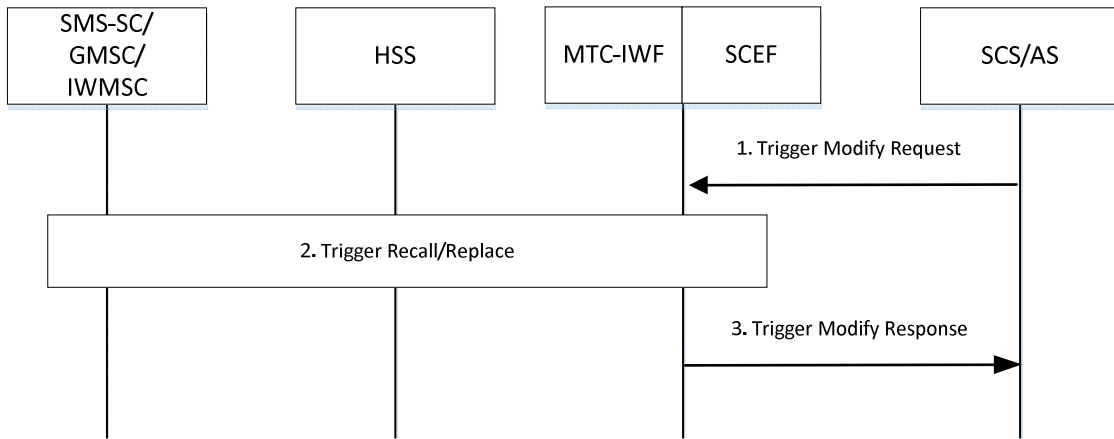 SMS-SC/
GMSC/
IWMSC
HSS
MTC-IWF
SCEF
SCS/AS
1. Trigger Modify Request
2. Trigger Recall/Replace
3. Trigger Modify Response